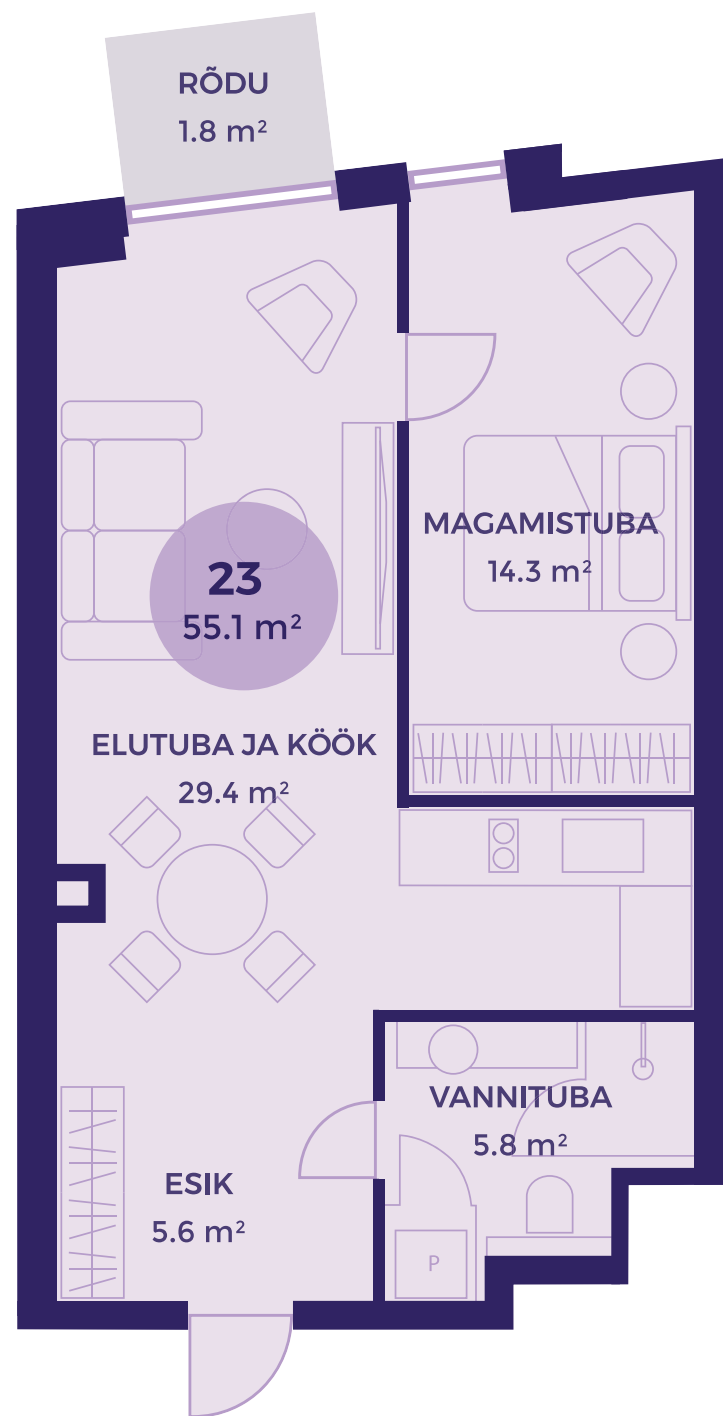 RÕDU
1.8 m²
MAGAMISTUBA
14.3 m²
23
55.1 m²
ELUTUBA JA KÖÖK
29.4 m²
VANNITUBA
5.8 m²
ESIK
5.6 m²
P